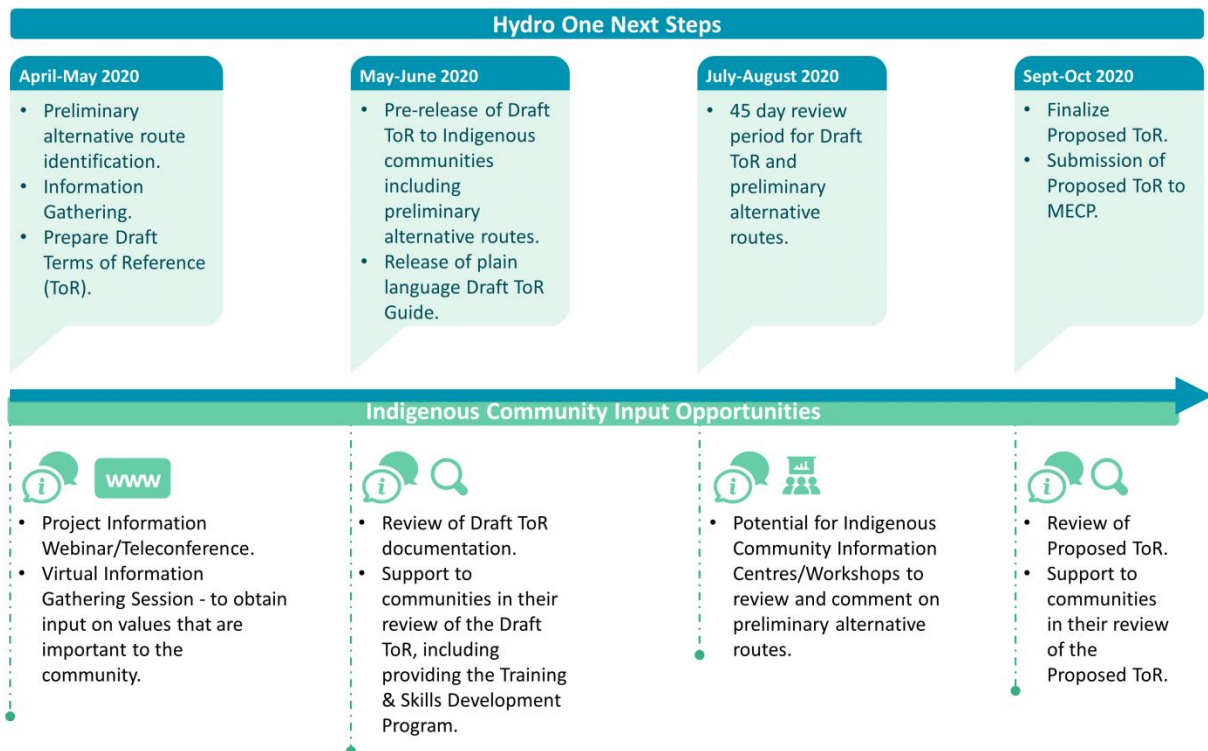 Hydro One Next Steps
April-May 2020
• Preliminary
alternative route
identification.
• Information
Gathering.
• Prepare Draft
Terms of Reference
(ToR).
May-June 2020
• Pre-release of Draft
ToR to Indigenous
communities
including
preliminary
alternative routes.
• Release of plain
language Draft ToR
Guide.
July-August 2020
• 45 day review
period for Draft
ToR and
preliminary
alternative
routes.
Sept-Oct 2020
• Finalize
Proposed ToR.
• Submission of
Proposed ToR to
MECP.
Indigenous Community Input Opportunities
i
www
• Project Information
Webinar/Teleconference.
• Virtual Information
Gathering Session - to obtain
input on values that are
important to the
community.
i
• Review of Draft ToR
documentation.
• Support to
communities in their
review of the Draft
ToR, including
providing the Training
& Skills Development
Program.
i
• Potential for Indigenous
Community Information
Centres/Workshops to
review and comment on
preliminary alternative
routes.
i
• Review of
Proposed ToR.
• Support to
communities
in their review
of the
Proposed ToR.